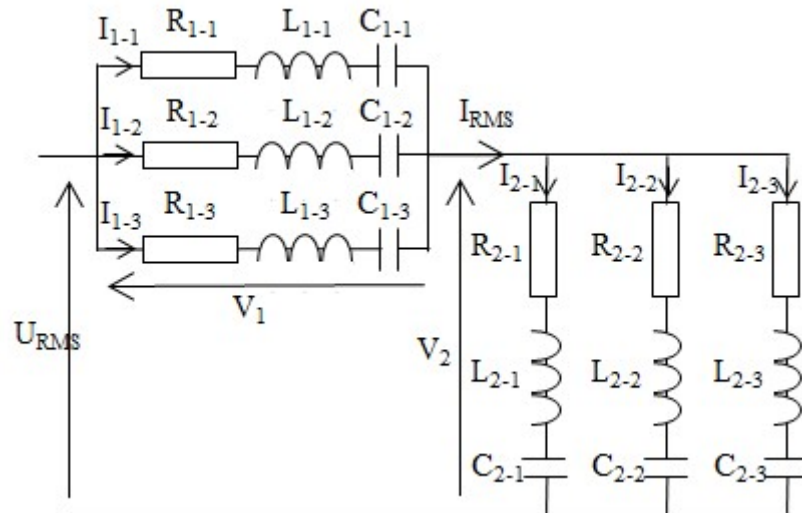 I1-1 R1-1 L1-1 C1-1
I1-2 R1-2 L1-2 C1-2 IRMS
I1-3 R1-3 L1-3 C1-3 I2-1 I2-2 I2-3
R2-1 R2-2 R2-3
V1
URMS V2 L2-1 L2-2 L2-3
C2-1 C2-2 C2-3